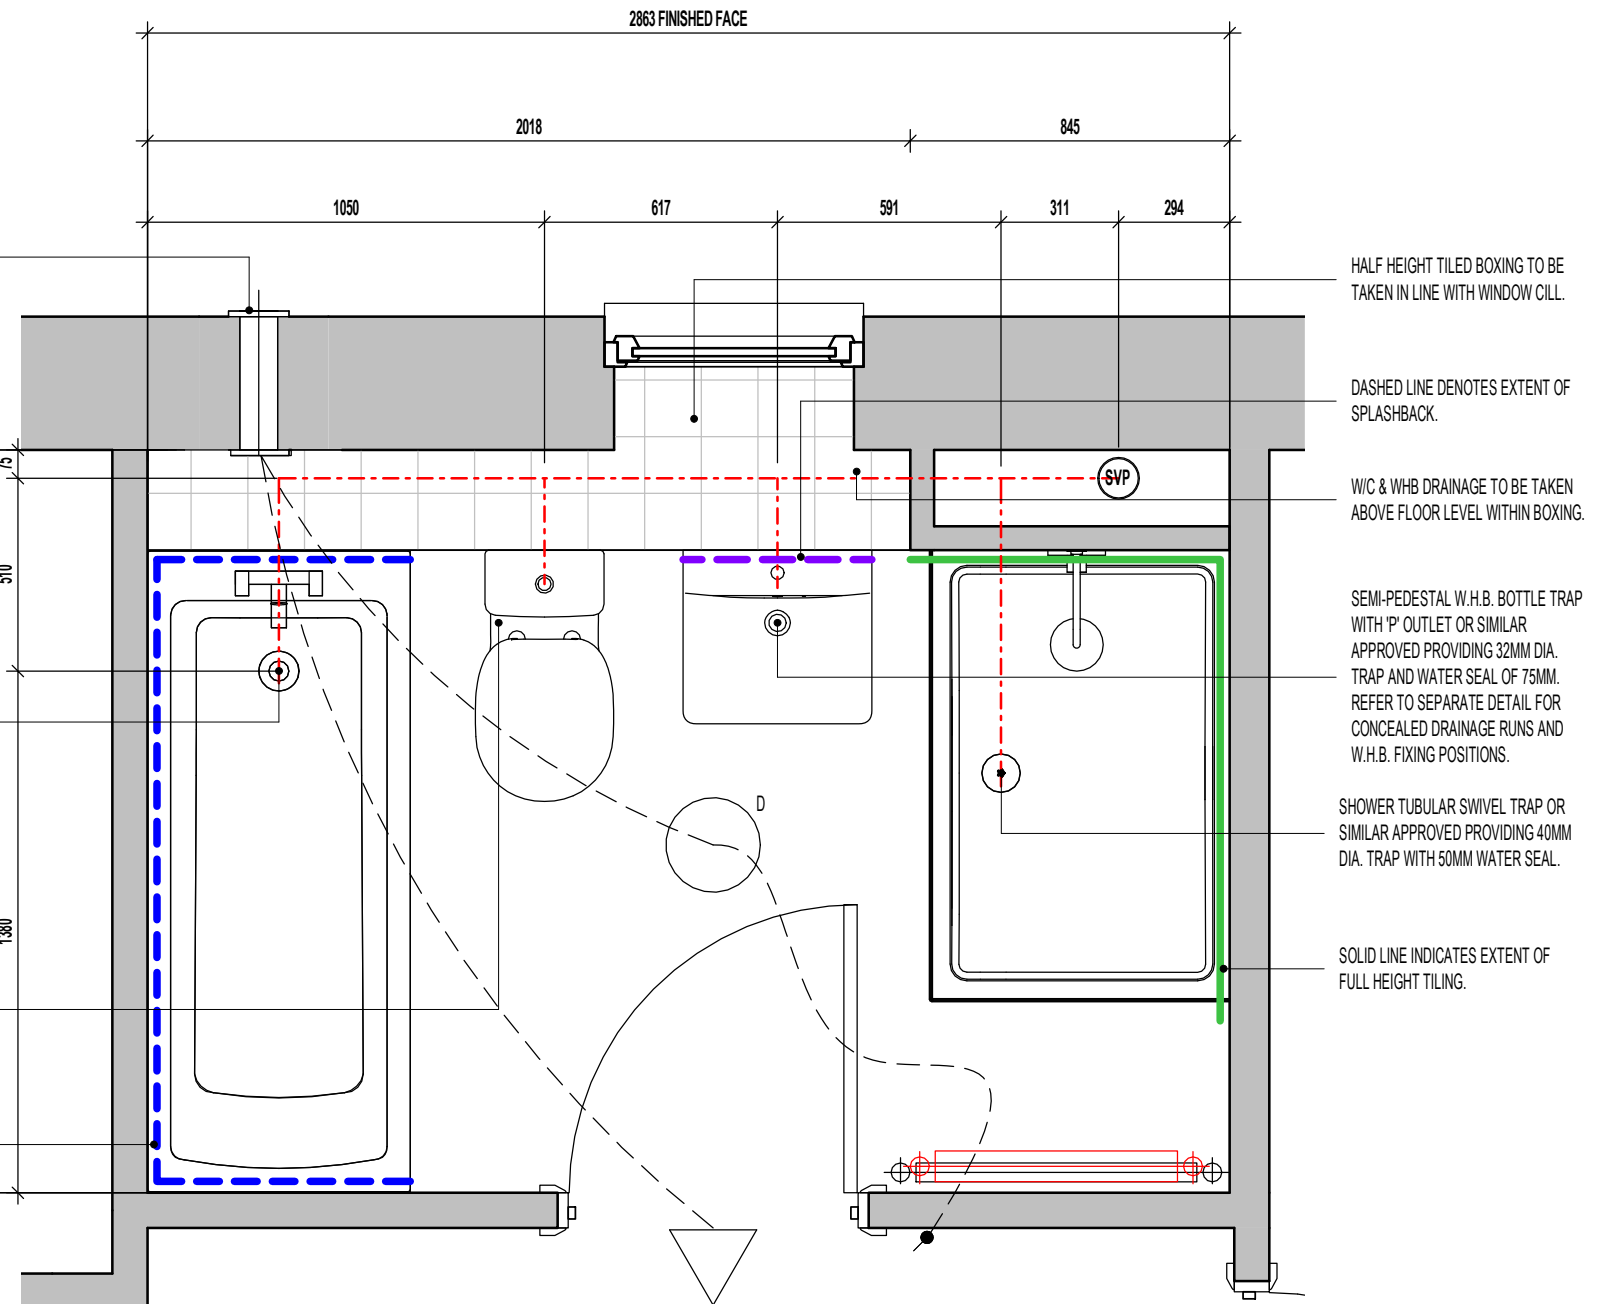 2863 FINISHED FACE
2018
845
1050
617
591
311
294
HALF HEIGHT TILED BOXING TO BE
TAKEN IN LINE WITH WINDOW CILL.
DASHED LINE DENOTES EXTENT OF
SPLASHBACK.
75
SVP
W/C & WHB DRAINAGE TO BE TAKEN
ABOVE FLOOR LEVEL WITHIN BOXING.
510
SEMI-PEDESTAL W.H.B. BOTTLE TRAP
WITH 'P' OUTLET OR SIMILAR
APPROVED PROVIDING 32MM DIA.
TRAP AND WATER SEAL OF 75MM.
REFER TO SEPARATE DETAIL FOR
CONCEALED DRAINAGE RUNS AND
W.H.B. FIXING POSITIONS.
D
SHOWER TUBULAR SWIVEL TRAP OR
SIMILAR APPROVED PROVIDING 40MM
DIA. TRAP WITH 50MM WATER SEAL.
1380
SOLID LINE INDICATES EXTENT OF
FULL HEIGHT TILING.